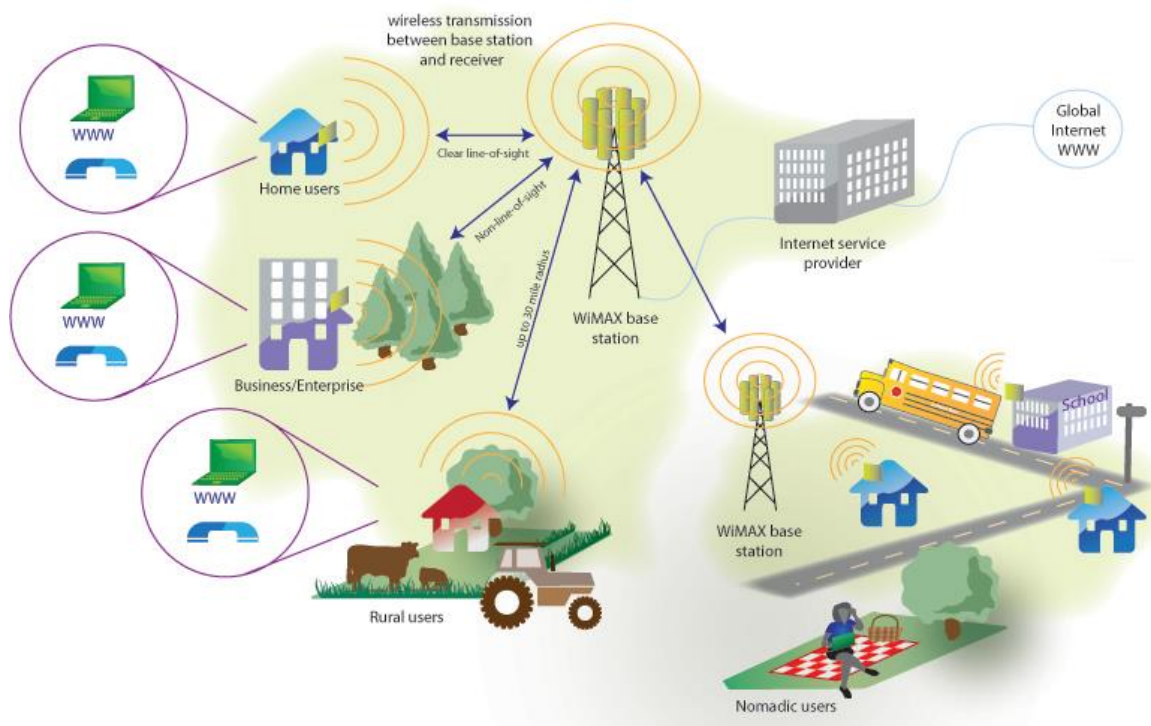 wireless transmission
between base station
and receiver
WWW
Home users
Clear line-of-sight
Global
Internet
WWW
Non-line-of-sight
Internet service
provider
WWW
up to 30 mile radius
WiMAX base
station
Business/Enterprise
School
WWW
WiMAX base
station
Rural users
Nomadic users